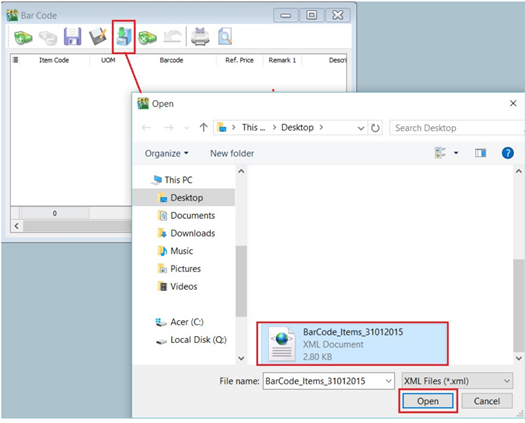 Bar Code
Item Code UOM Barcode Ref. Price Remark 1 Descri
0
Open
This ... > Desktop >
Search Desktop
Organize New folder
This PC
Desktop
Documents
Downloads
Music
Pictures
Videos
Acer (C:)
Local Disk (Q:)
BarCode_Items_31012015
XML Document
2.80 KB
File name: BarCode_Items_31012015 XML Files (*.xml)
Open Cancel